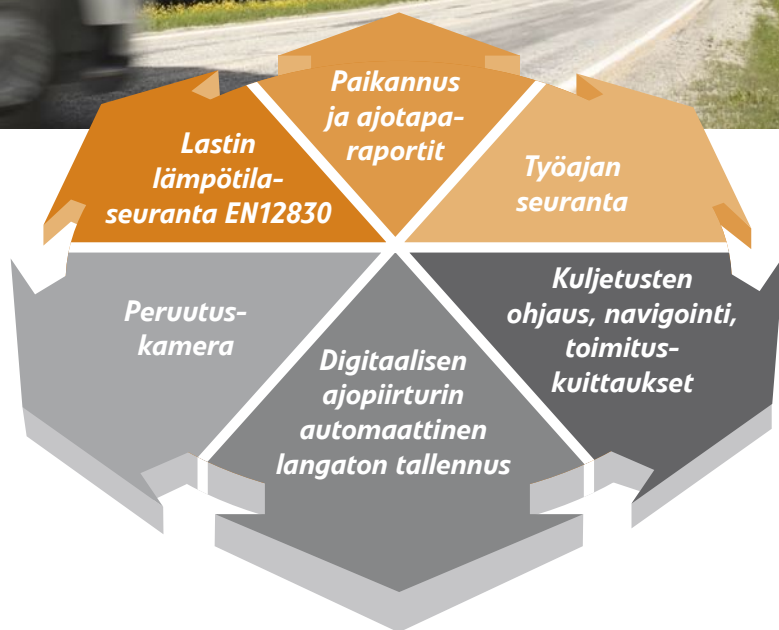 Paikannus
ja ajotapa-
raportit
Lastin
lämpötila-
seuranta EN12830
Työajan
seuranta
Peruutus-
kamera
Digitaalisen
ajopiirturin
automaattinen
langaton tallennus
Kuljetusten
ohjaus, navigointi,
toimitus-
kuittaukset